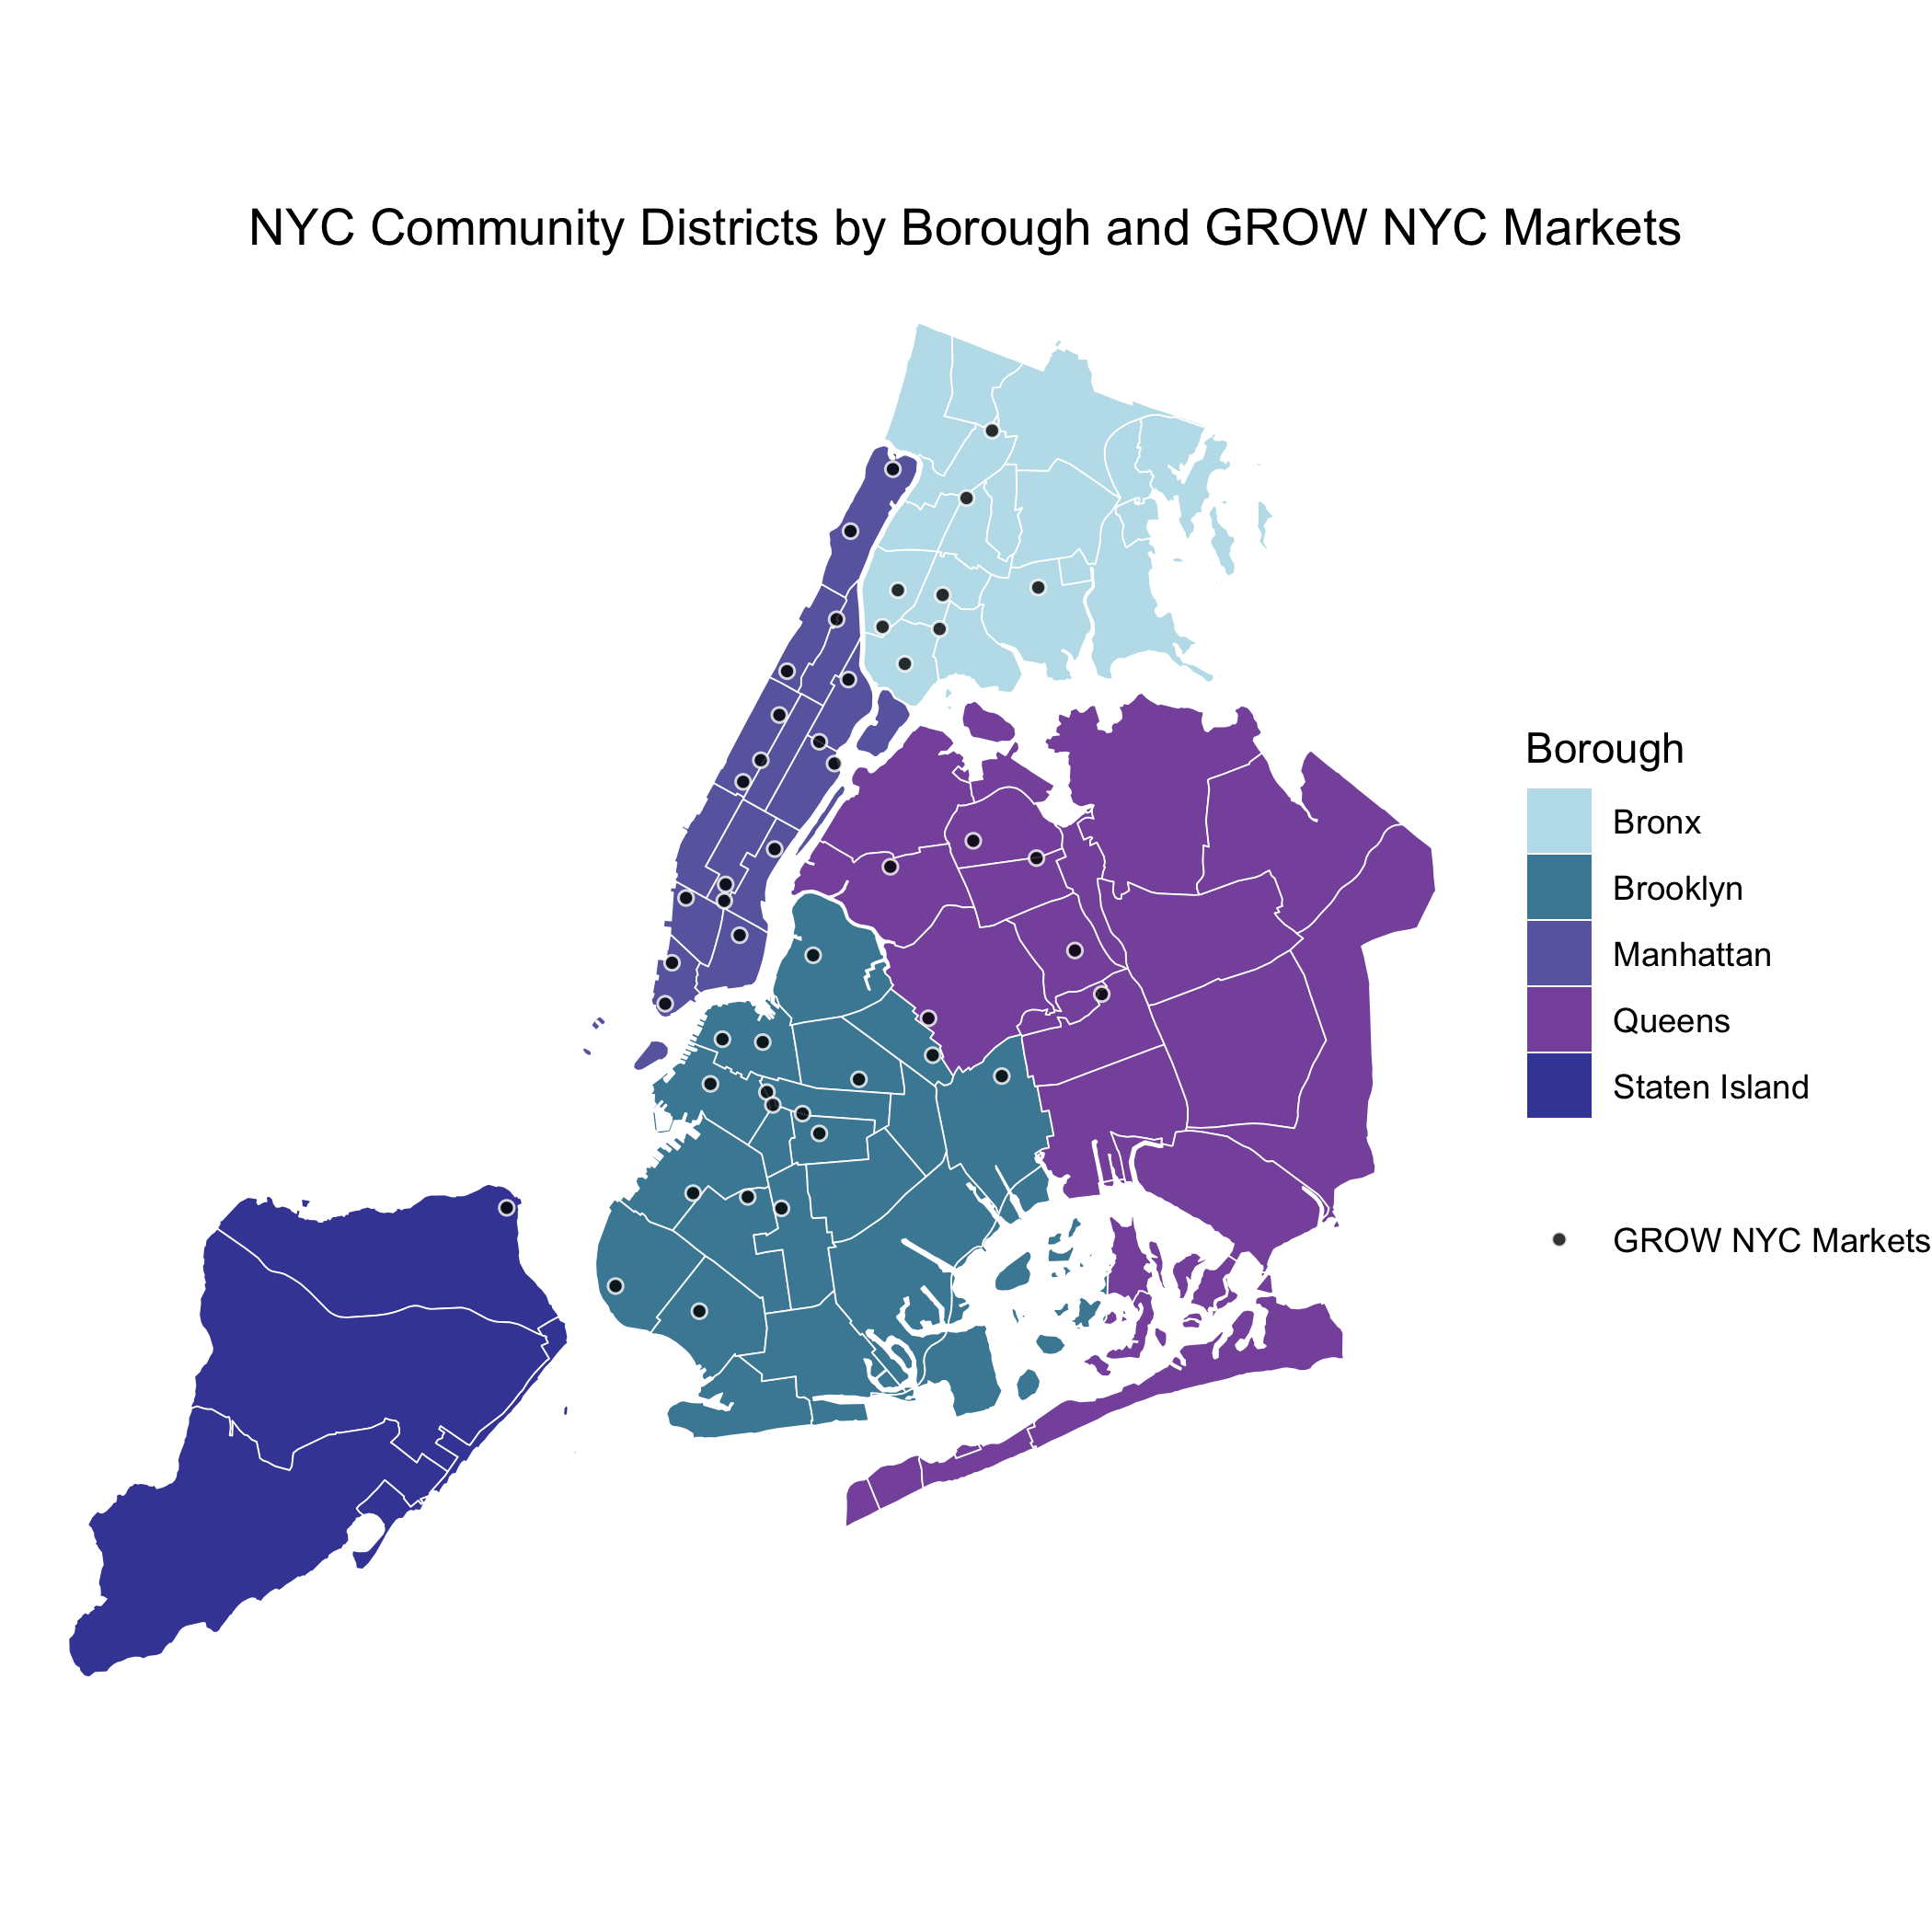 NYC Community Districts by Borough and GROW NYC Markets
Borough
Bronx
Brooklyn
Manhattan
Queens
Staten Island
GROW NYC Markets